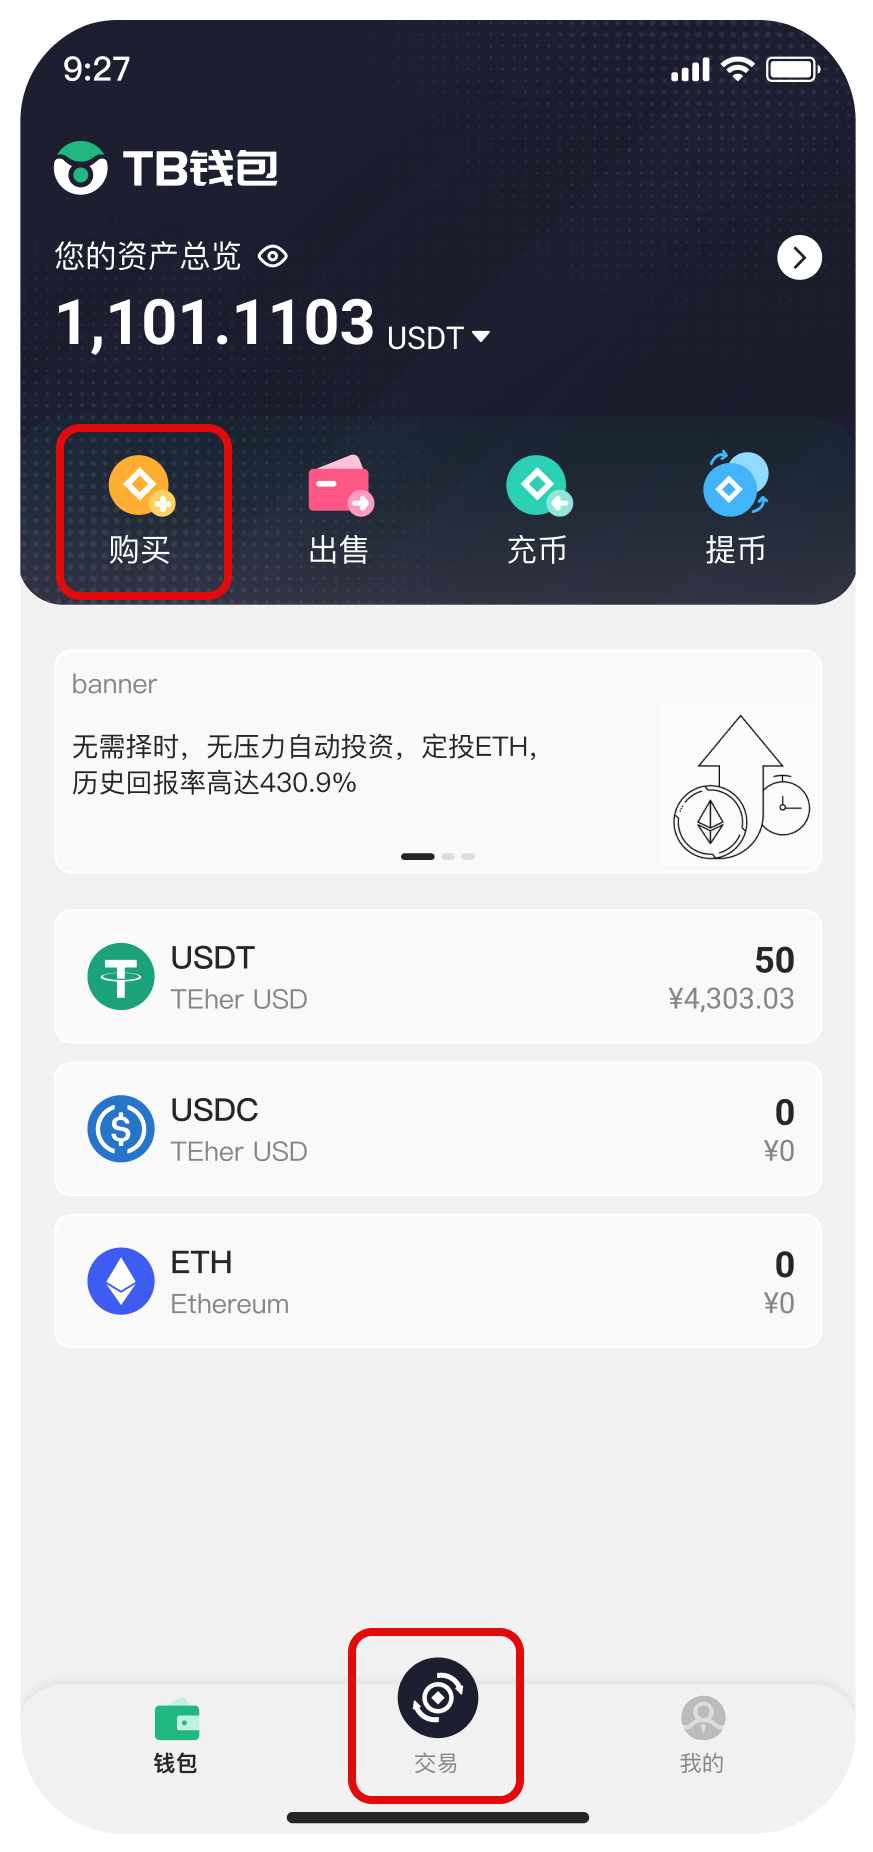 9:27
TB钱包
您的资产总览
1,101.1103 USDT
购买 出售 充币 提币
banner
无需择时，无压力自动投资，定投ETH，
历史回报率高达430.9%
USDT 50
TEher USD ¥4,303.03
USDC 0
TEher USD ¥0
ETH 0
Ethereum ¥0
钱包 交易 我的